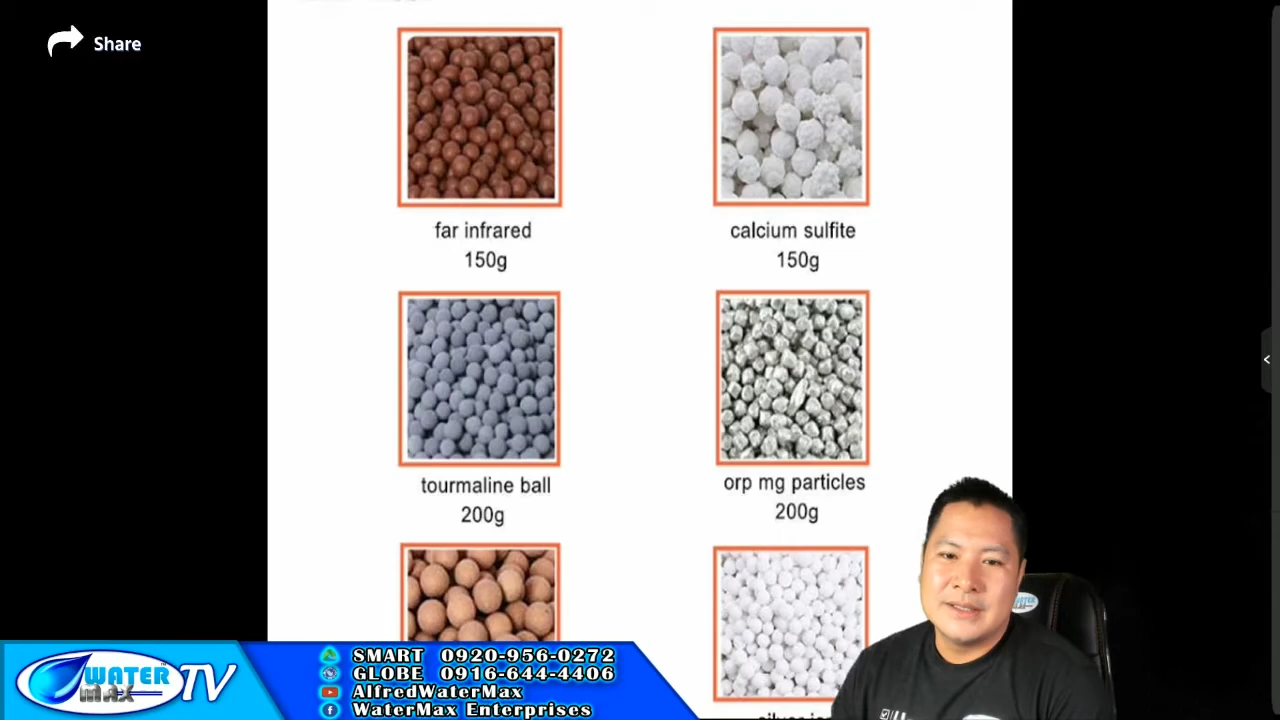 Share
far infrared
150g
calcium sulfite
150g
tourmaline ball
200g
orp mg particles
200g
WATER
MAX
TV
SMART 0920-956-0272
GLOBE 0916-644-4406
AlfredWaterMax
WaterMax Enterprises